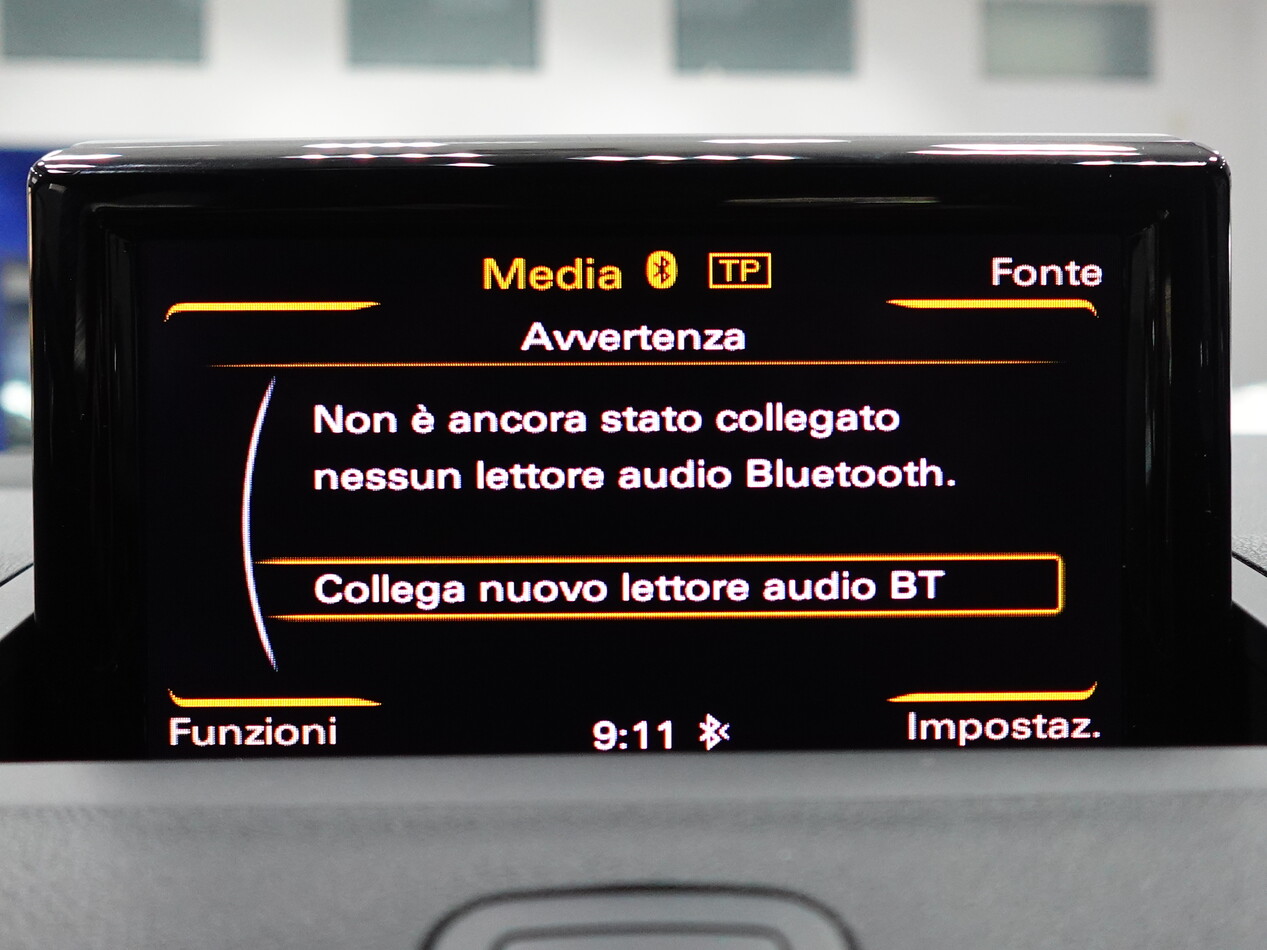 Media TP Fonte
Avvertenza
Non è ancora stato collegato
nessun lettore audio Bluetooth.
Collega nuovo lettore audio BT
Funzioni 9:11 Impostaz.